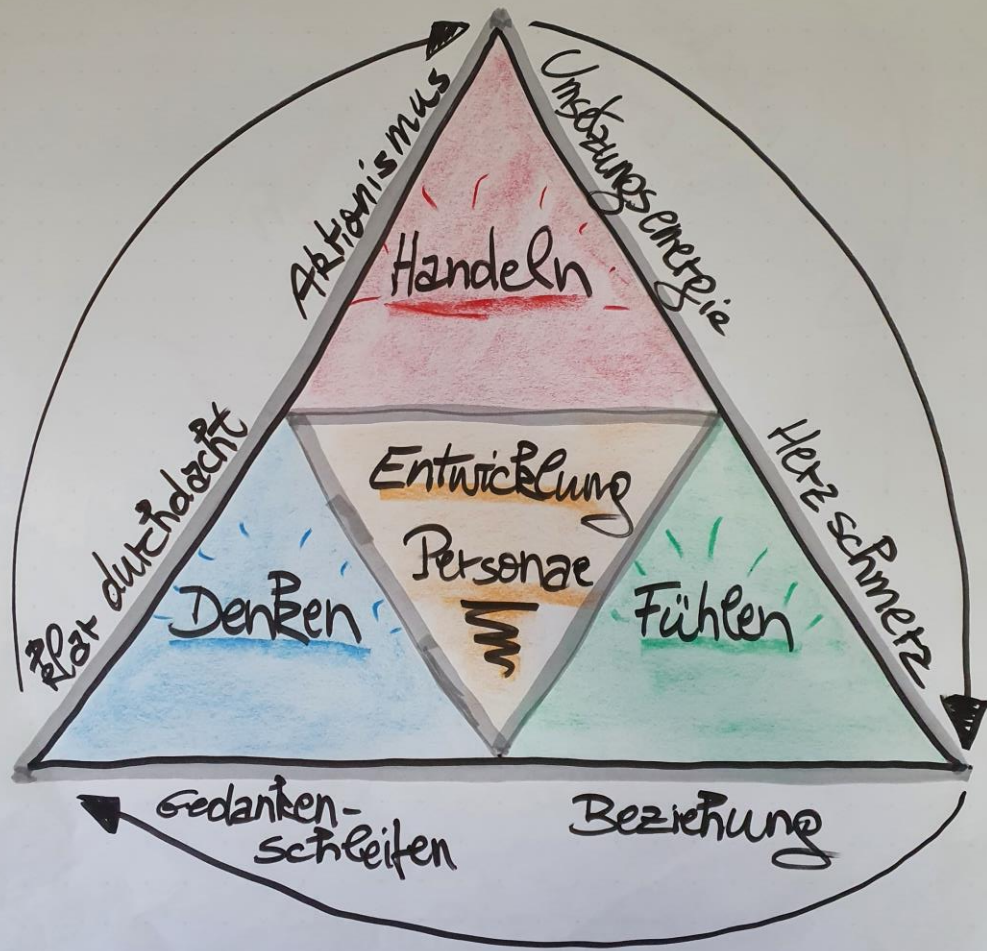 Aktionismus
Umsetzungsenergie
Handeln
Klar durchdacht
Herzschmerz
Entwicklung
Personae
Denken
Fühlen
Gedanken-
schleifen
Beziehung